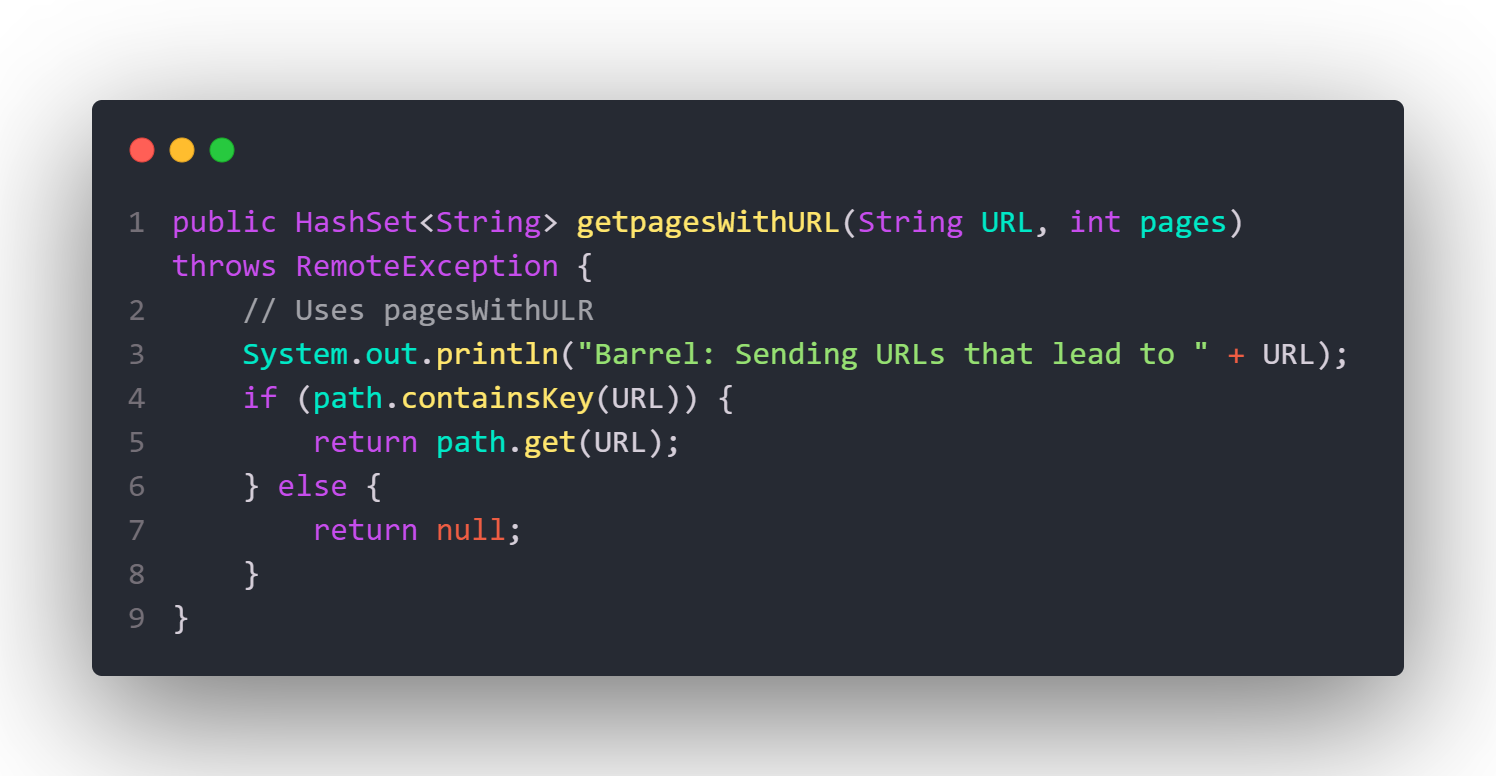 1 public HashSet<String> getpagesWithURL(String URL, int pages)
throws RemoteException {
2     // Uses pagesWithULR
3     System.out.println("Barrel: Sending URLs that lead to " + URL);
4     if (path.containsKey(URL)) {
5         return path.get(URL);
6     } else {
7         return null;
8     }
9 }